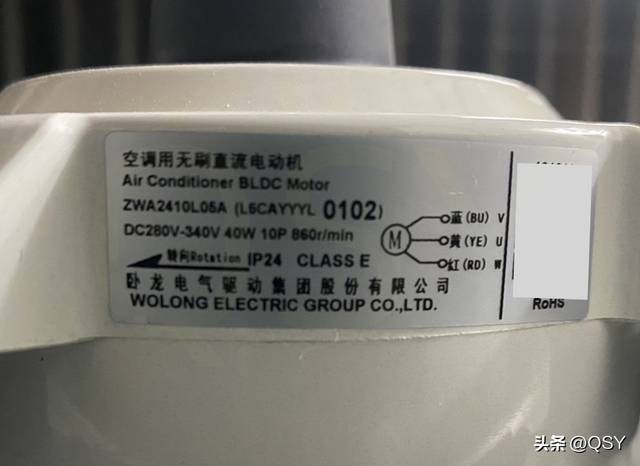 空调用无刷直流电动机
Air Conditioner BLDC Motor
ZWA2410L05A (L6CAYYYL 0102)
DC280V-340V 40W 10P 860r/min
转向Rotation IP24 CLASS E
卧龙电气驱动集团股份有限公司
WOLONG ELECTRIC GROUP CO.,LTD.
M
蓝(BU) V
黄(YE) U
红(RD) W
RoHS
头条 @QSY